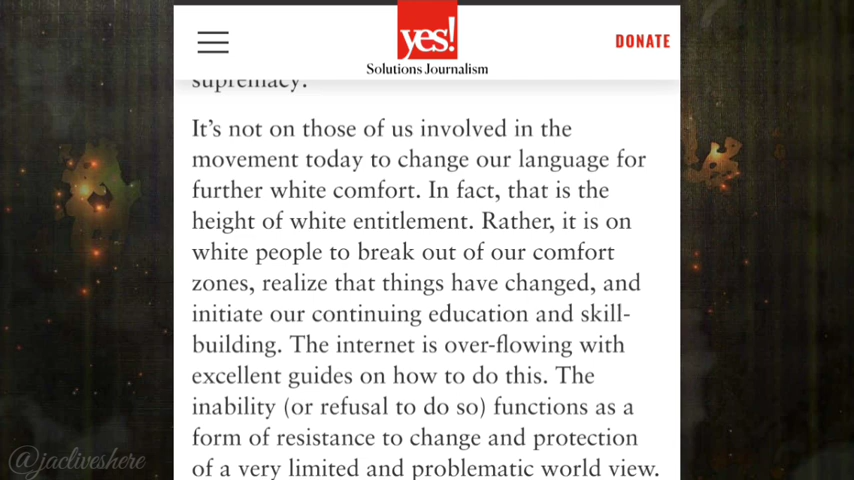 yes!
DONATE
Solutions Journalism
supremacy.
It's not on those of us involved in the
movement today to change our language for
further white comfort. In fact, that is the
height of white entitlement. Rather, it is on
white people to break out of our comfort
zones, realize that things have changed, and
initiate our continuing education and skill-
building. The internet is over-flowing with
excellent guides on how to do this. The
inability (or refusal to do so) functions as a
form of resistance to change and protection
of a very limited and problematic world view.
@jacliveshere